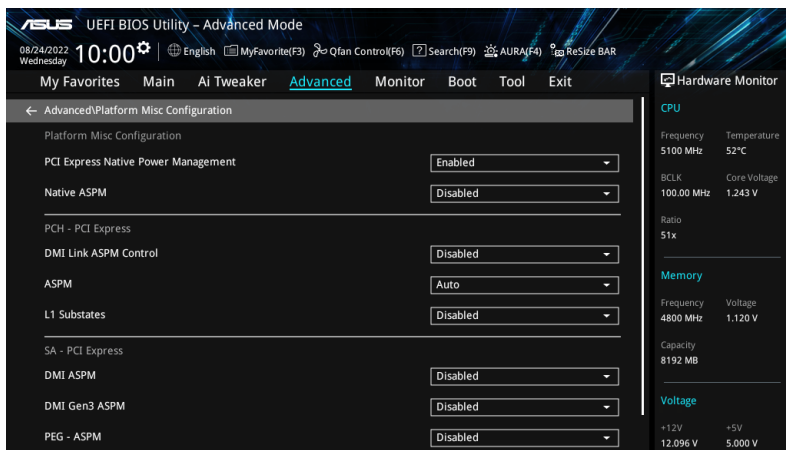 ASUS UEFI BIOS Utility – Advanced Mode
08/24/2022 Wednesday 10:00 English MyFavorite(F3) Qfan Control(F6) ? Search(F9) AURA(F4) ReSize BAR
My Favorites Main Ai Tweaker Advanced Monitor Boot Tool Exit
Hardware Monitor
← Advanced\Platform Misc Configuration
Platform Misc Configuration
PCI Express Native Power Management Enabled
Native ASPM Disabled
PCH - PCI Express
DMI Link ASPM Control Disabled
ASPM Auto
L1 Substates Disabled
SA - PCI Express
DMI ASPM Disabled
DMI Gen3 ASPM Disabled
PEG - ASPM Disabled
CPU
Frequency Temperature
5100 MHz 52°C
BCLK Core Voltage
100.00 MHz 1.243 V
Ratio
51x
Memory
Frequency Voltage
4800 MHz 1.120 V
Capacity
8192 MB
Voltage
+12V +5V
12.096 V 5.000 V